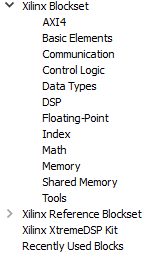 Xilinx Blockset
AXI4
Basic Elements
Communication
Control Logic
Data Types
DSP
Floating-Point
Index
Math
Memory
Shared Memory
Tools
Xilinx Reference Blockset
Xilinx XtremeDSP Kit
Recently Used Blocks